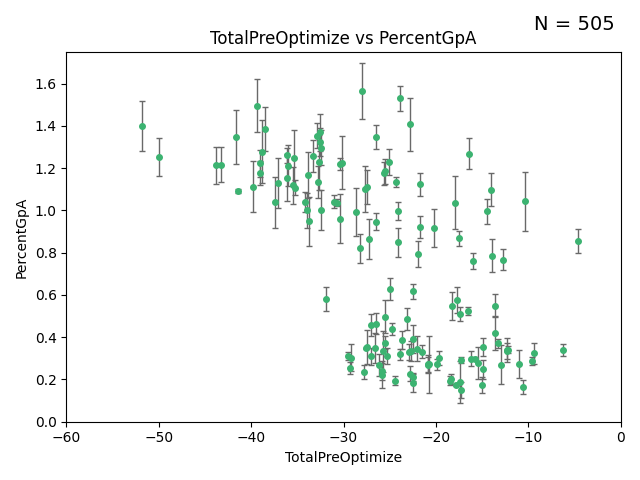 N = 505
TotalPreOptimize vs PercentGpA
1.6
1.4
1.2
1.0
0.8
0.6
0.4
0.2
0.0
PercentGpA
−60 −50 −40 −30 −20 −10 0
TotalPreOptimize